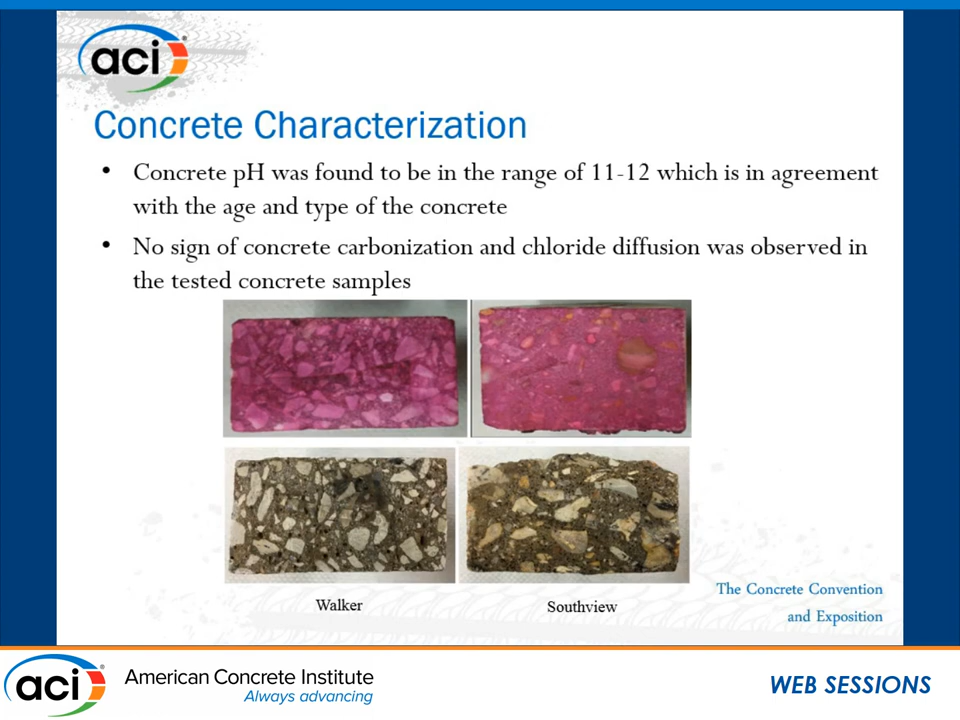 aci
Concrete Characterization
• Concrete pH was found to be in the range of 11-12 which is in agreement
with the age and type of the concrete
• No sign of concrete carbonization and chloride diffusion was observed in
the tested concrete samples
Walker
Southview
The Concrete Convention
and Exposition
aci
American Concrete Institute
Always advancing
WEB SESSIONS